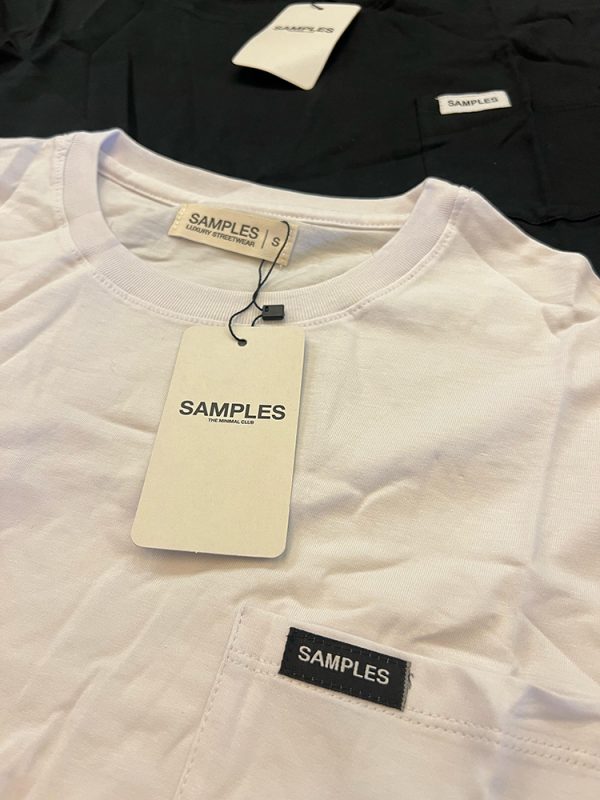 SAMPLES
SAMPLES
SAMPLES | S
LUXURY STREETWEAR
SAMPLES
THE MINIMAL CLUB
SAMPLES